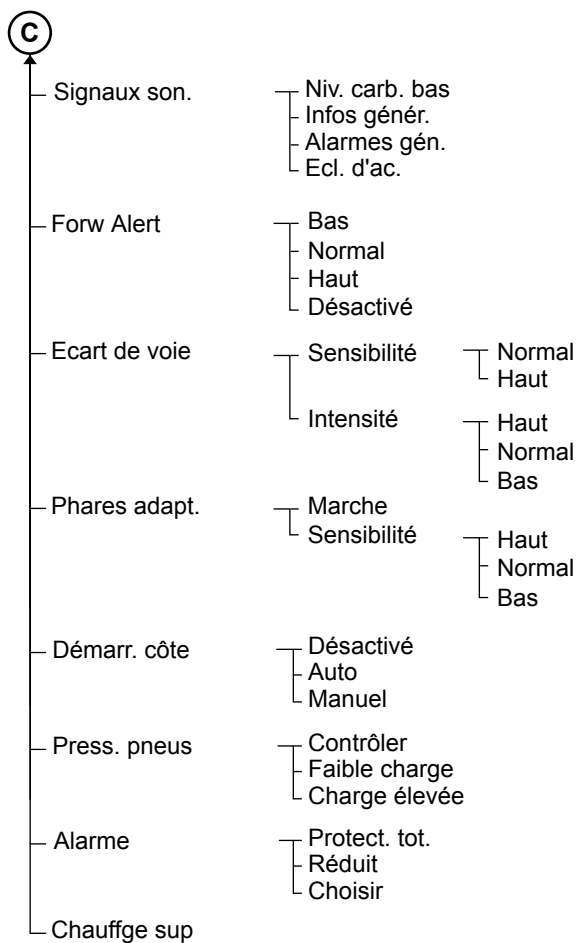 C
Signaux son.
Niv. carb. bas
Infos génér.
Alarmes gén.
Ecl. d'ac.
Forw Alert
Bas
Normal
Haut
Désactivé
Ecart de voie
Sensibilité
Normal
Haut
Intensité
Haut
Normal
Bas
Phares adapt.
Marche
Sensibilité
Haut
Normal
Bas
Démarr. côte
Désactivé
Auto
Manuel
Press. pneus
Contrôler
Faible charge
Charge élevée
Alarme
Protect. tot.
Réduit
Choisir
Chauffge sup